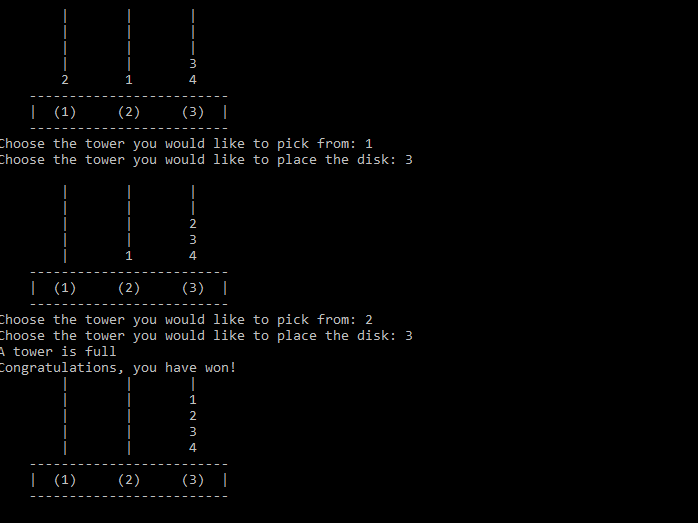 |       |       |
|       |       |
|       |       |
|       |       3
2       1       4
-------------------------
|  (1)     (2)     (3)  |
-------------------------
Choose the tower you would like to pick from: 1
Choose the tower you would like to place the disk: 3
|       |       |
|       |       |
|       |       2
|       |       3
|       1       4
-------------------------
|  (1)     (2)     (3)  |
-------------------------
Choose the tower you would like to pick from: 2
Choose the tower you would like to place the disk: 3
A tower is full
Congratulations, you have won!
|       |       |
|       |       1
|       |       2
|       |       3
|       |       4
-------------------------
|  (1)     (2)     (3)  |
-------------------------